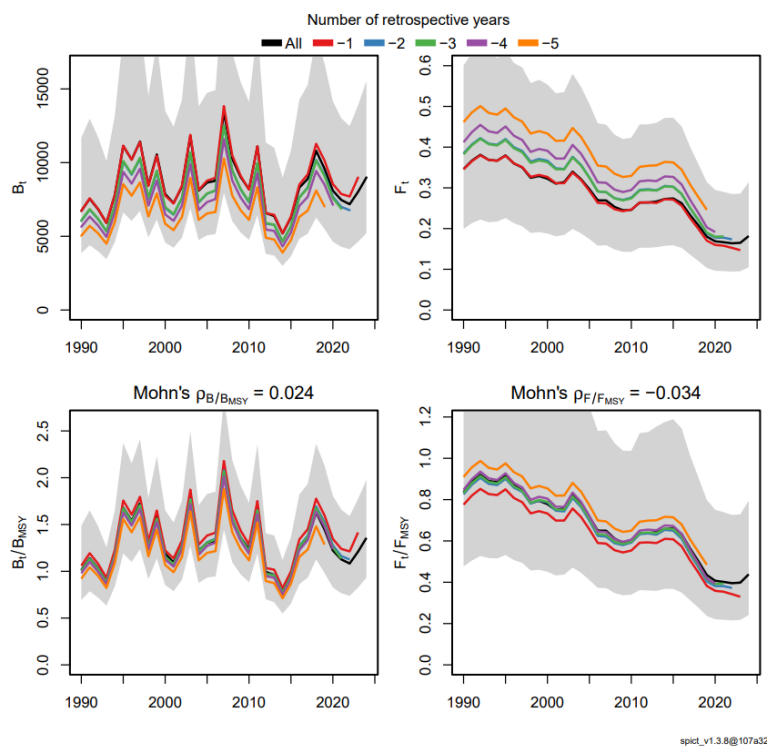 Number of retrospective years
All −1 −2 −3 −4 −5
Bt
15000
10000
5000
0
1990 2000 2010 2020
Ft
0.6
0.5
0.4
0.3
0.2
0.1
0.0
1990 2000 2010 2020
Mohn's ρB/BMSY = 0.024
Bt/BMSY
2.5
2.0
1.5
1.0
0.5
0.0
1990 2000 2010 2020
Mohn's ρF/FMSY = −0.034
Ft/FMSY
1.2
1.0
0.8
0.6
0.4
0.2
0.0
1990 2000 2010 2020
spict_v1.3.8@107a32